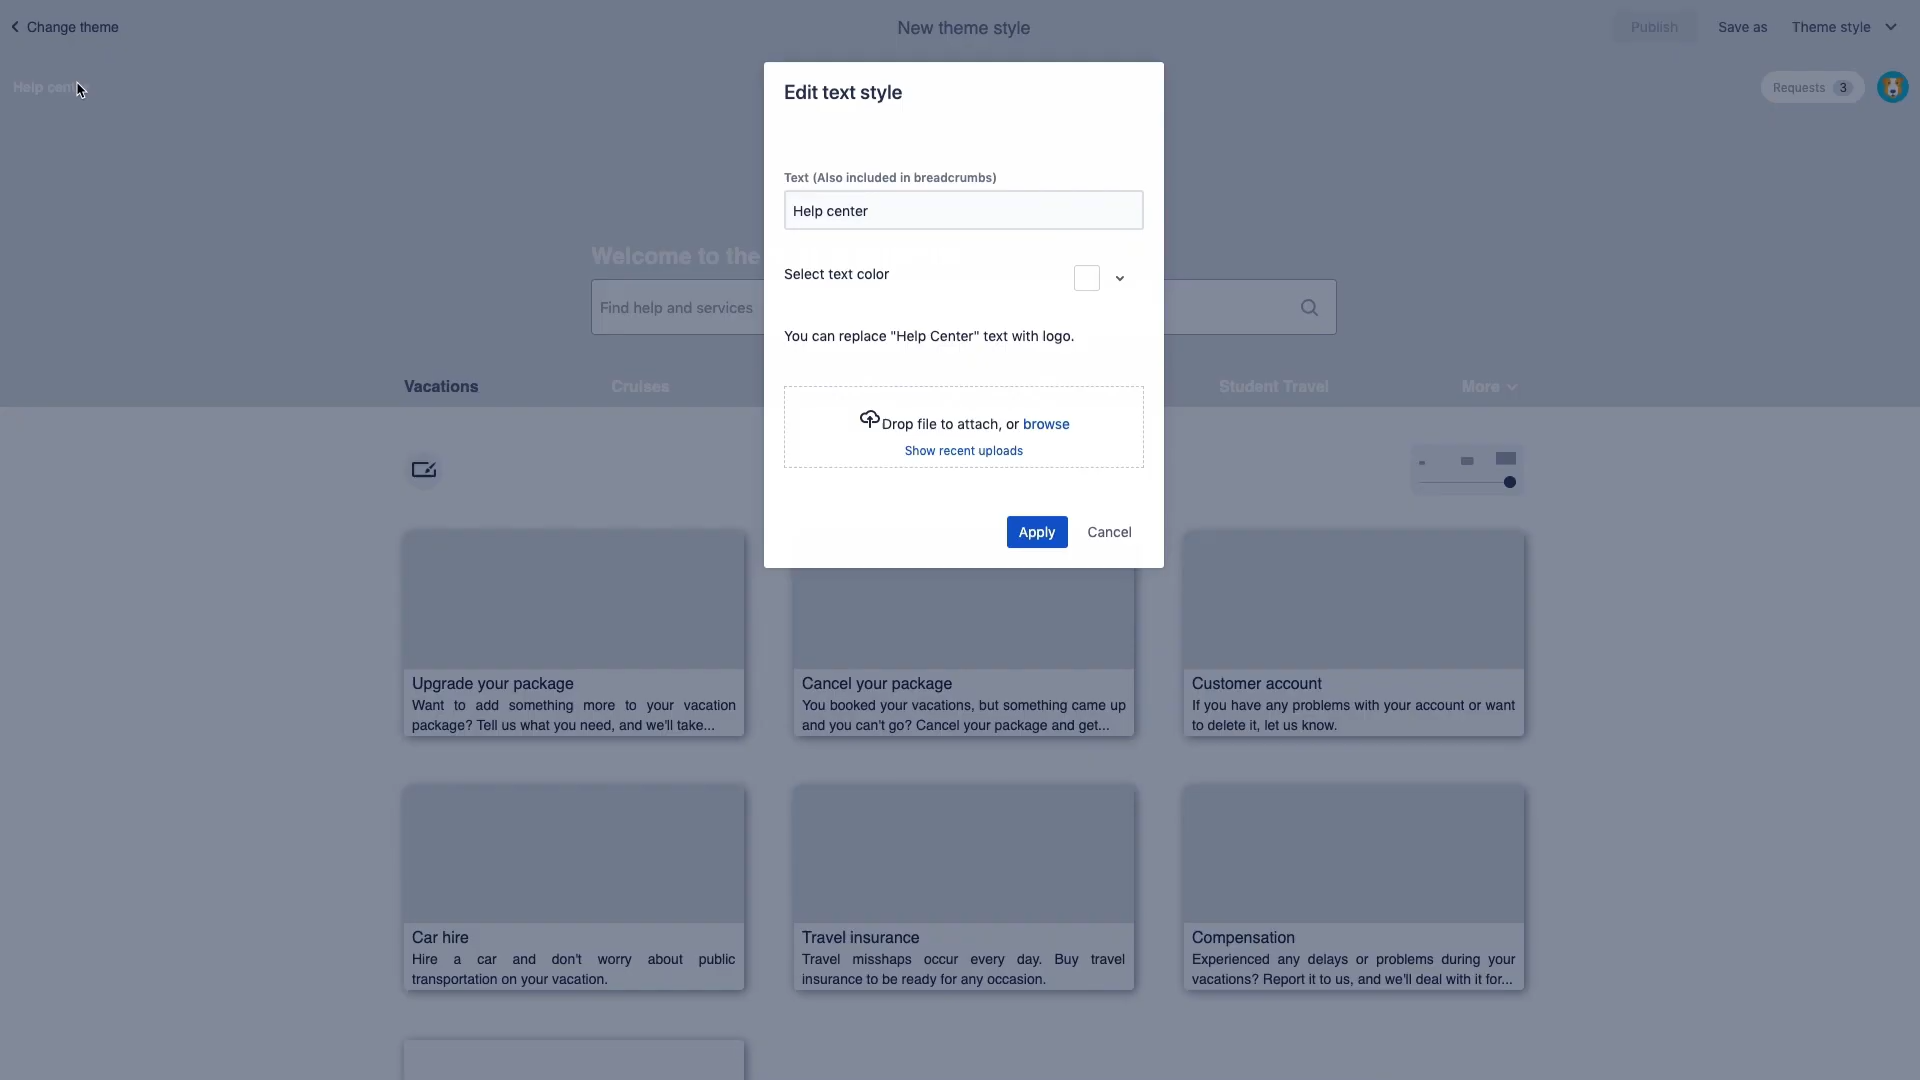 Change theme
New theme style
Publish
Save as
Theme style
Help
Requests 3
Edit text style
Text (Also included in breadcrumbs)
Help center
Welcome to the
Select text color
Find help and services
You can replace "Help Center" text with logo.
Vacations
Cruises
Student Travel
More
Drop file to attach, or browse
Show recent uploads
Apply
Cancel
Upgrade your package
Want to add something more to your vacation
package? Tell us what you need, and we'll take...
Cancel your package
You booked your vacations, but something came up
and you can't go? Cancel your package and get...
Customer account
If you have any problems with your account or want
to delete it, let us know.
Car hire
Hire a car and don't worry about public
transportation on your vacation.
Travel insurance
Travel misshaps occur every day. Buy travel
insurance to be ready for any occasion.
Compensation
Experienced any delays or problems during your
vacations? Report it to us, and we'll deal with it for...